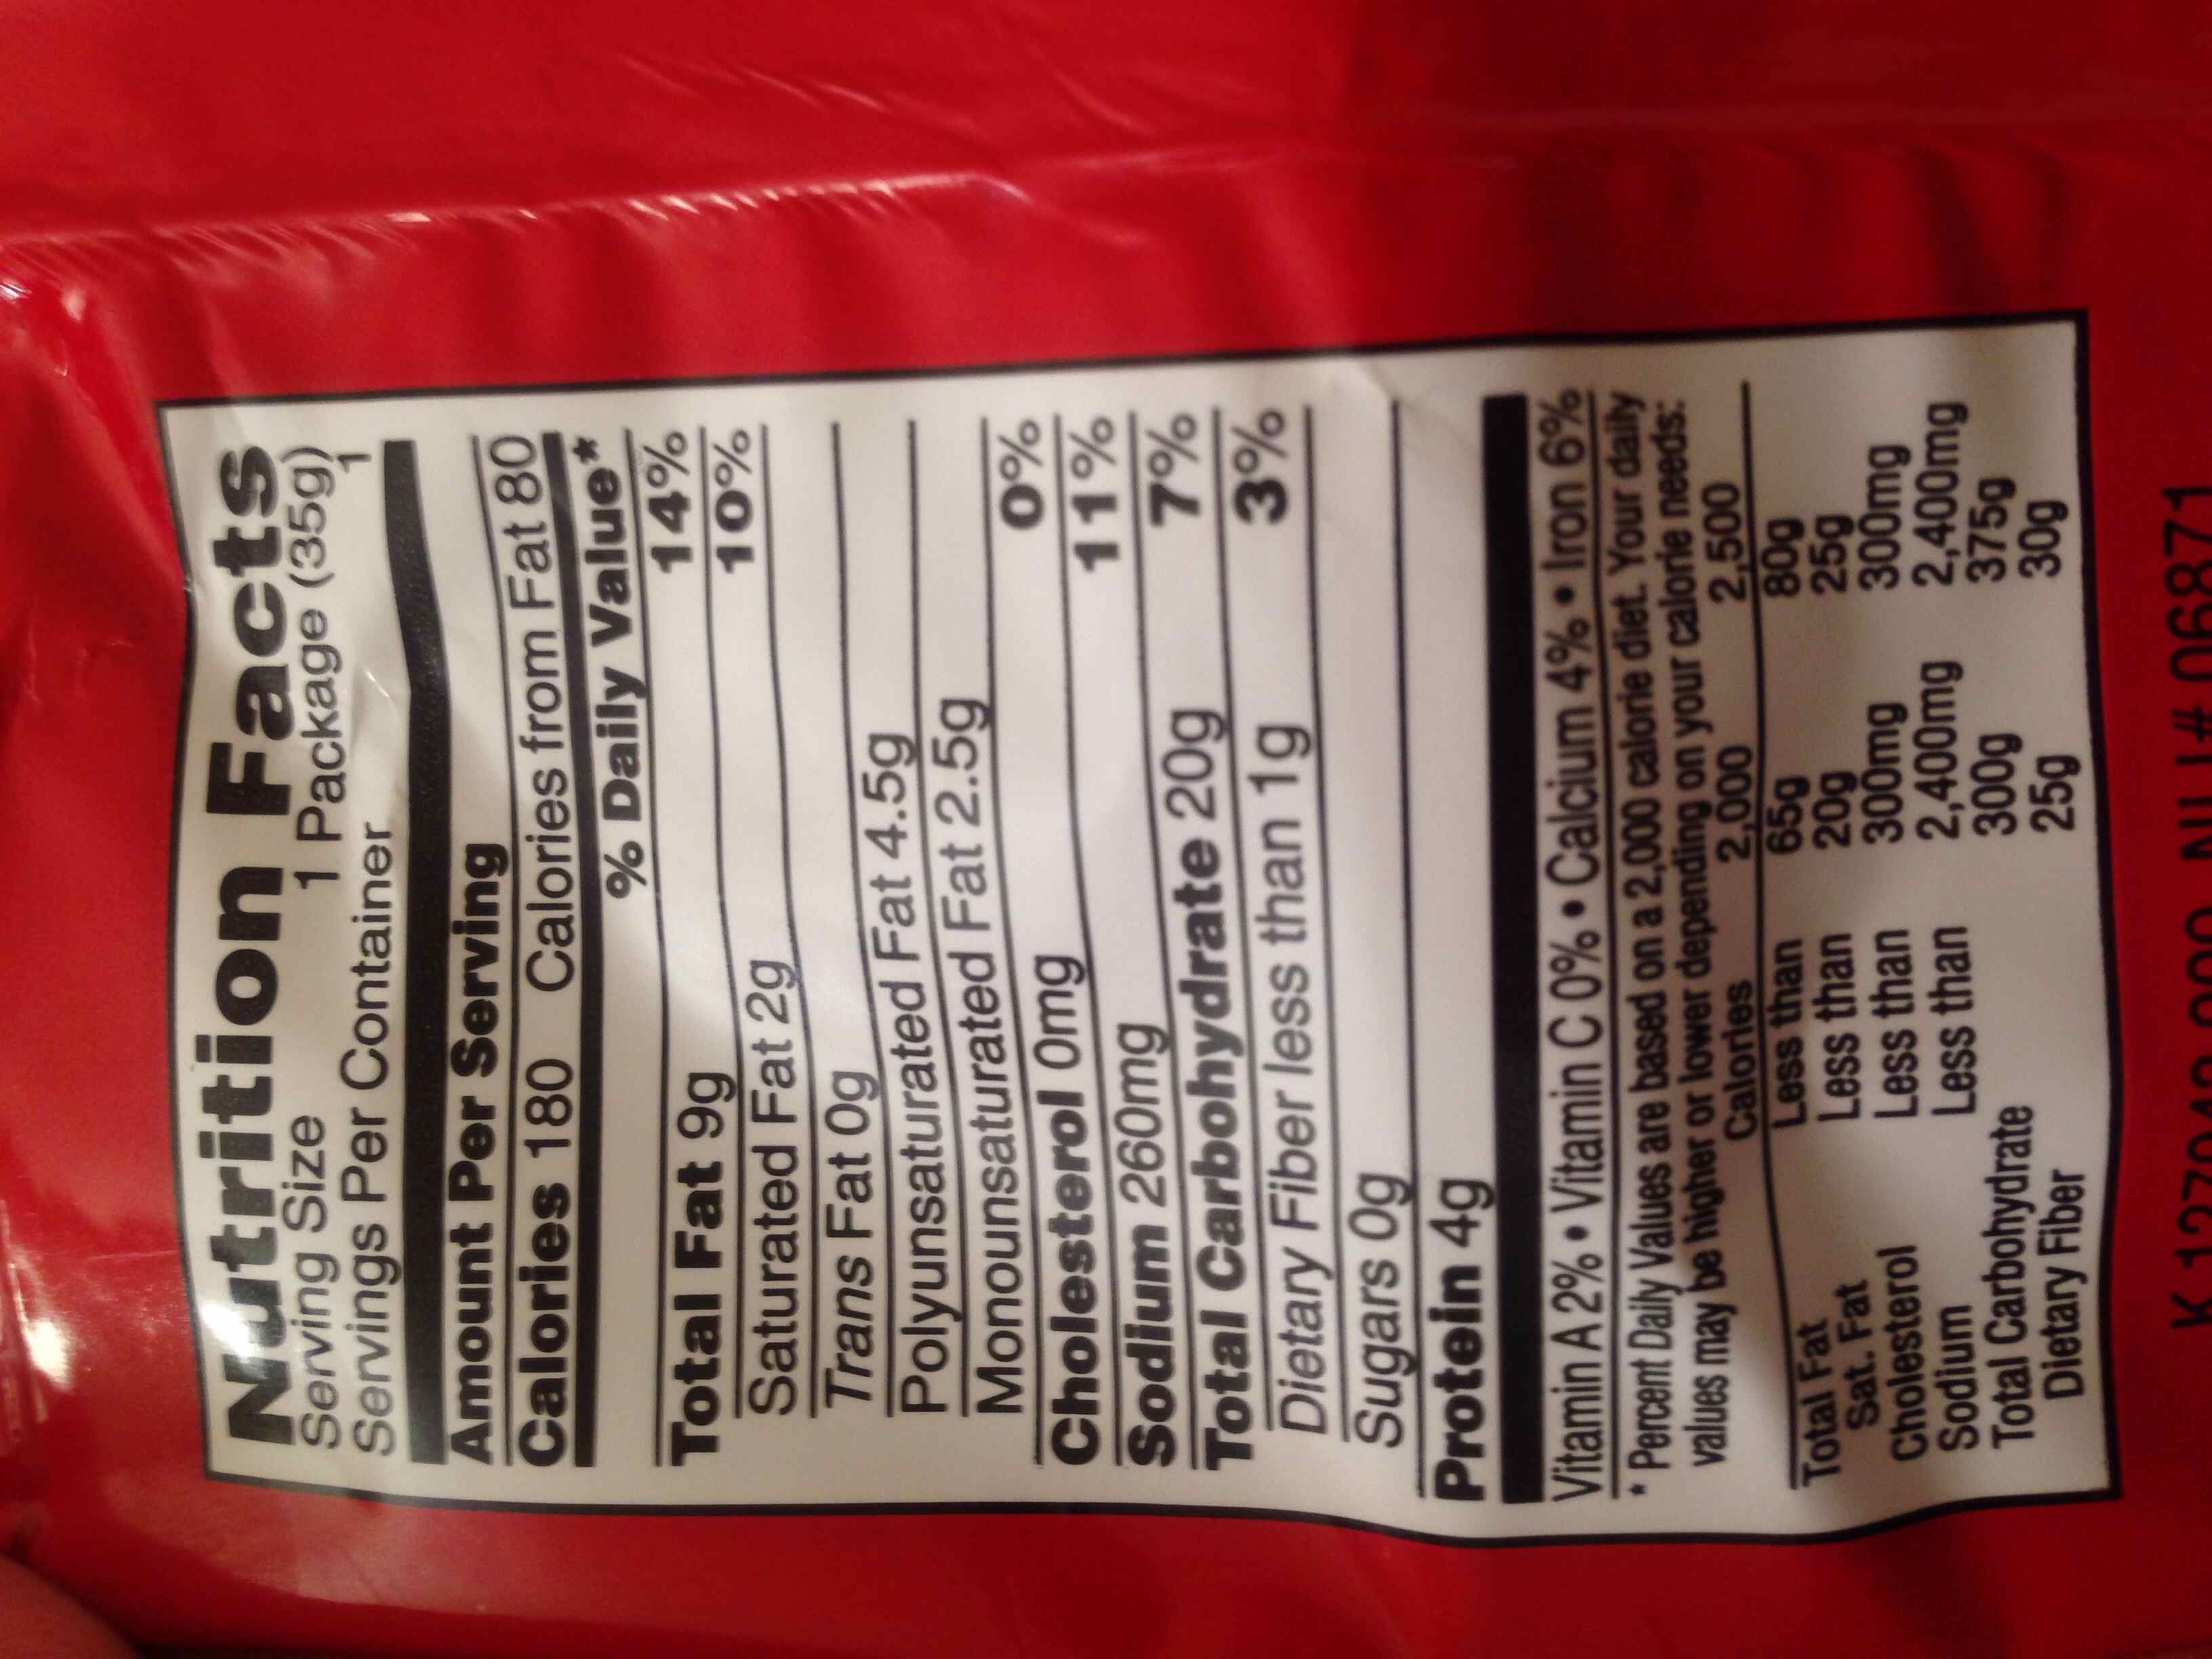 Nutrition Facts
Serving Size 1 Package (35g)
Servings Per Container 1
Amount Per Serving
Calories 180 Calories from Fat 80
% Daily Value*
Total Fat 9g 14%
Saturated Fat 2g 10%
Trans Fat 0g
Polyunsaturated Fat 4.5g
Monounsaturated Fat 2.5g
Cholesterol 0mg 0%
Sodium 260mg 11%
Total Carbohydrate 20g 7%
Dietary Fiber less than 1g 3%
Sugars 0g
Protein 4g
Vitamin A 2% • Vitamin C 0% • Calcium 4% • Iron 6%
* Percent Daily Values are based on a 2,000 calorie diet. Your daily
values may be higher or lower depending on your calorie needs:
Calories 2,000 2,500
Total Fat Less than 65g 80g
Sat. Fat Less than 20g 25g
Cholesterol Less than 300mg 300mg
Sodium Less than 2,400mg 2,400mg
Total Carbohydrate 300g 375g
Dietary Fiber 25g 30g
06871